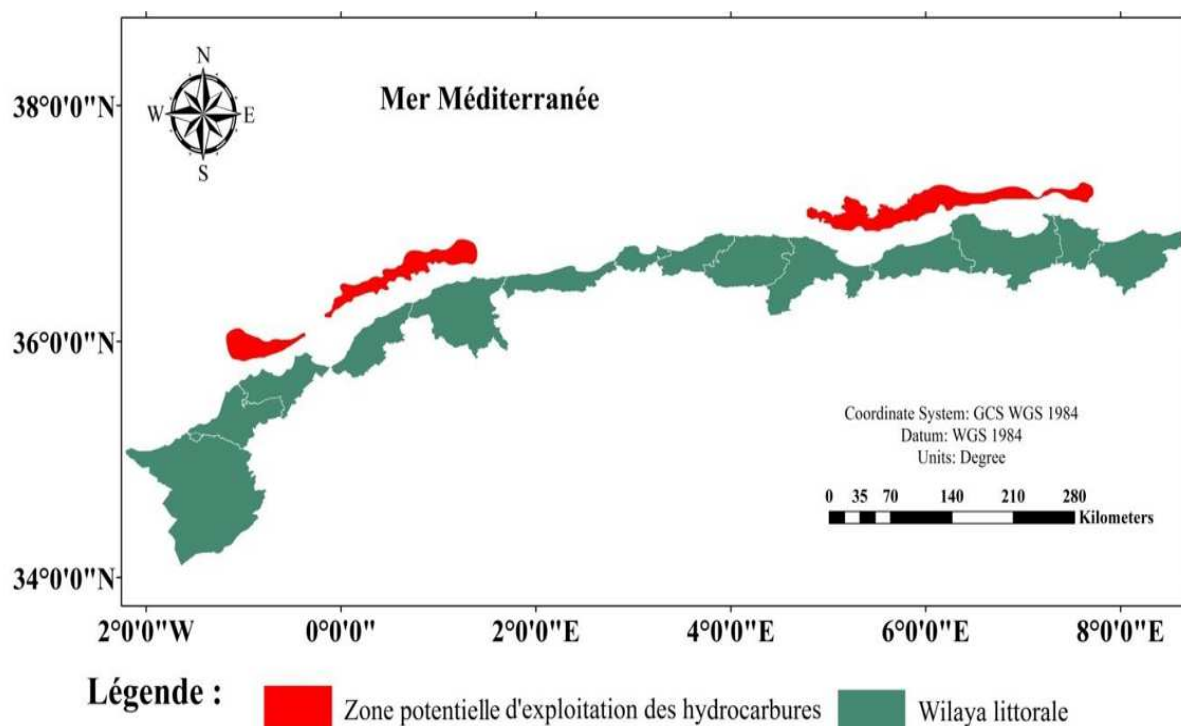 N
W E
S
Mer Méditerranée
38°0'0"N
36°0'0"N
34°0'0"N
Coordinate System: GCS WGS 1984
Datum: WGS 1984
Units: Degree
0 35 70 140 210 280
Kilometers
2°0'0"W 0°0'0" 2°0'0"E 4°0'0"E 6°0'0"E 8°0'0"E
Légende :
Zone potentielle d'exploitation des hydrocarbures
Wilaya littorale